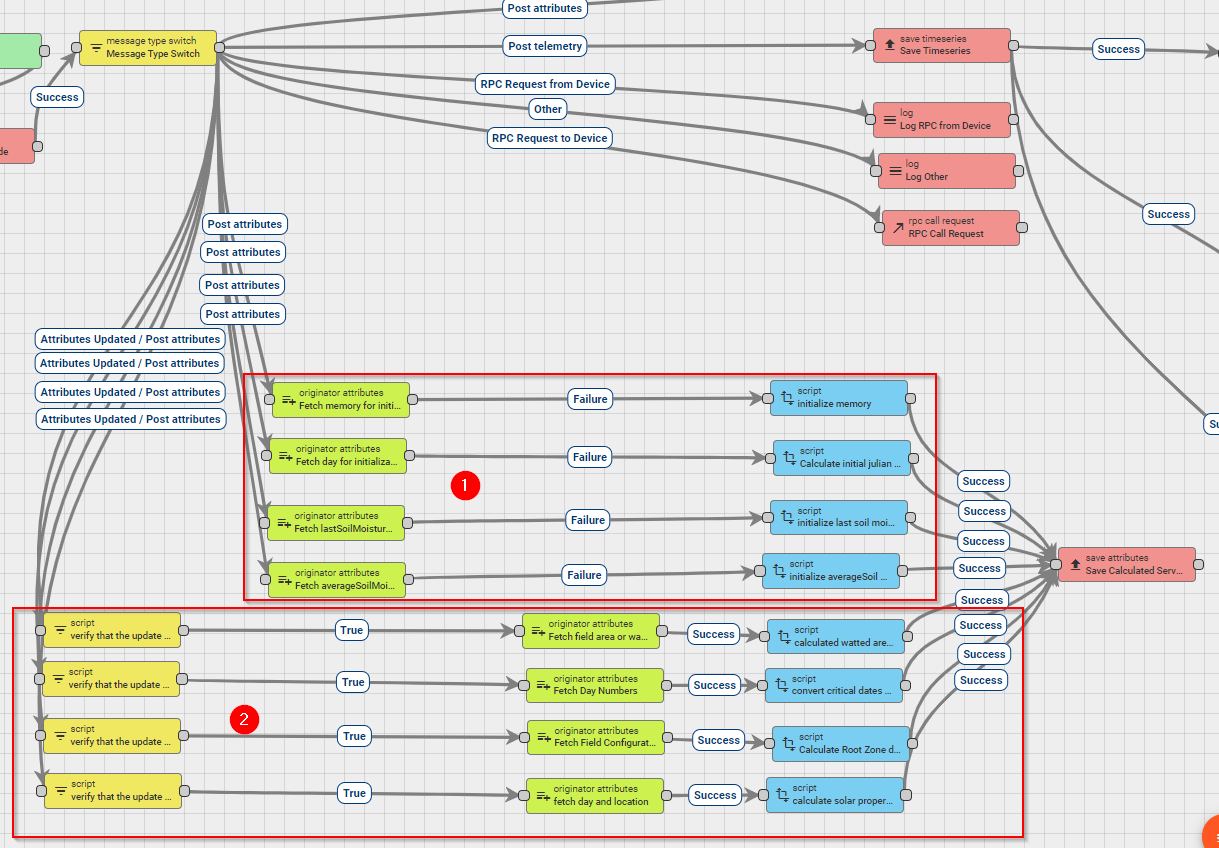 Post attributes
message type switch
Message Type Switch
Post telemetry
save timeseries
Save Timeseries
Success
Success
RPC Request from Device
Other
log
Log RPC from Device
RPC Request to Device
de
log
Log Other
Post attributes
Success
rpc call request
RPC Call Request
Post attributes
Post attributes
Post attributes
Attributes Updated / Post attributes
Attributes Updated / Post attributes
Attributes Updated / Post attributes
Attributes Updated / Post attributes
originator attributes
Fetch memory for initi...
Failure
script
initialize memory
Su
originator attributes
Fetch day for initializa...
Failure
script
Calculate initial julian ...
1
Success
originator attributes
Fetch lastSoilMoistur...
Failure
script
initialize last soil moi...
Success
Success
originator attributes
Fetch averageSoilMoi...
Failure
script
initialize averageSoil ...
Success
save attributes
Save Calculated Serv...
Success
script
verify that the update ...
True
originator attributes
Fetch field area or wa...
Success
script
calculated watted are...
Success
Success
script
verify that the update ...
True
originator attributes
Fetch Day Numbers
Success
script
convert critical dates ...
Success
2
script
verify that the update ...
True
originator attributes
Fetch Field Configurat...
Success
script
Calculate Root Zone d...
script
verify that the update ...
True
originator attributes
fetch day and location
Success
script
calculate solar proper...